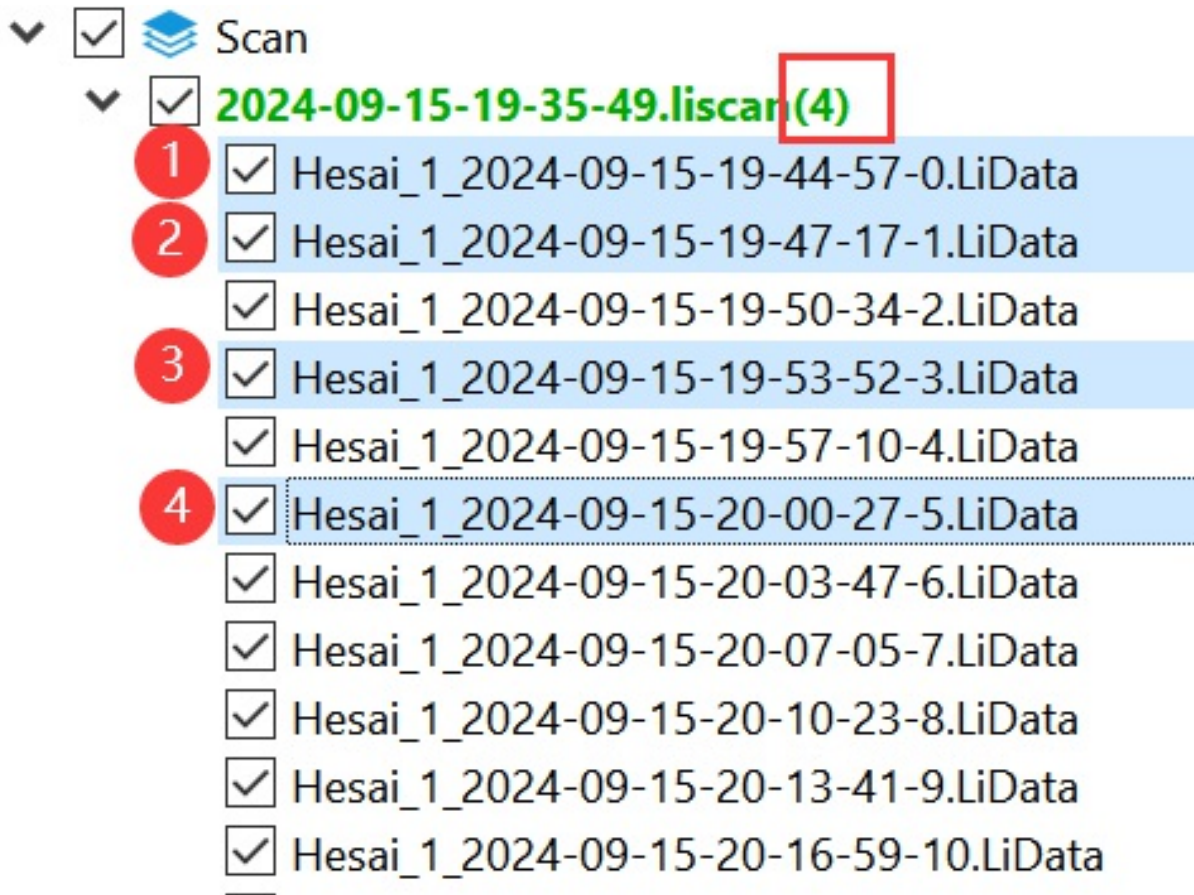 Scan
2024-09-15-19-35-49.liscan(4)
1 Hesai_1_2024-09-15-19-44-57-0.LiData
2 Hesai_1_2024-09-15-19-47-17-1.LiData
Hesai_1_2024-09-15-19-50-34-2.LiData
3 Hesai_1_2024-09-15-19-53-52-3.LiData
Hesai_1_2024-09-15-19-57-10-4.LiData
4 Hesai_1_2024-09-15-20-00-27-5.LiData
Hesai_1_2024-09-15-20-03-47-6.LiData
Hesai_1_2024-09-15-20-07-05-7.LiData
Hesai_1_2024-09-15-20-10-23-8.LiData
Hesai_1_2024-09-15-20-13-41-9.LiData
Hesai_1_2024-09-15-20-16-59-10.LiData